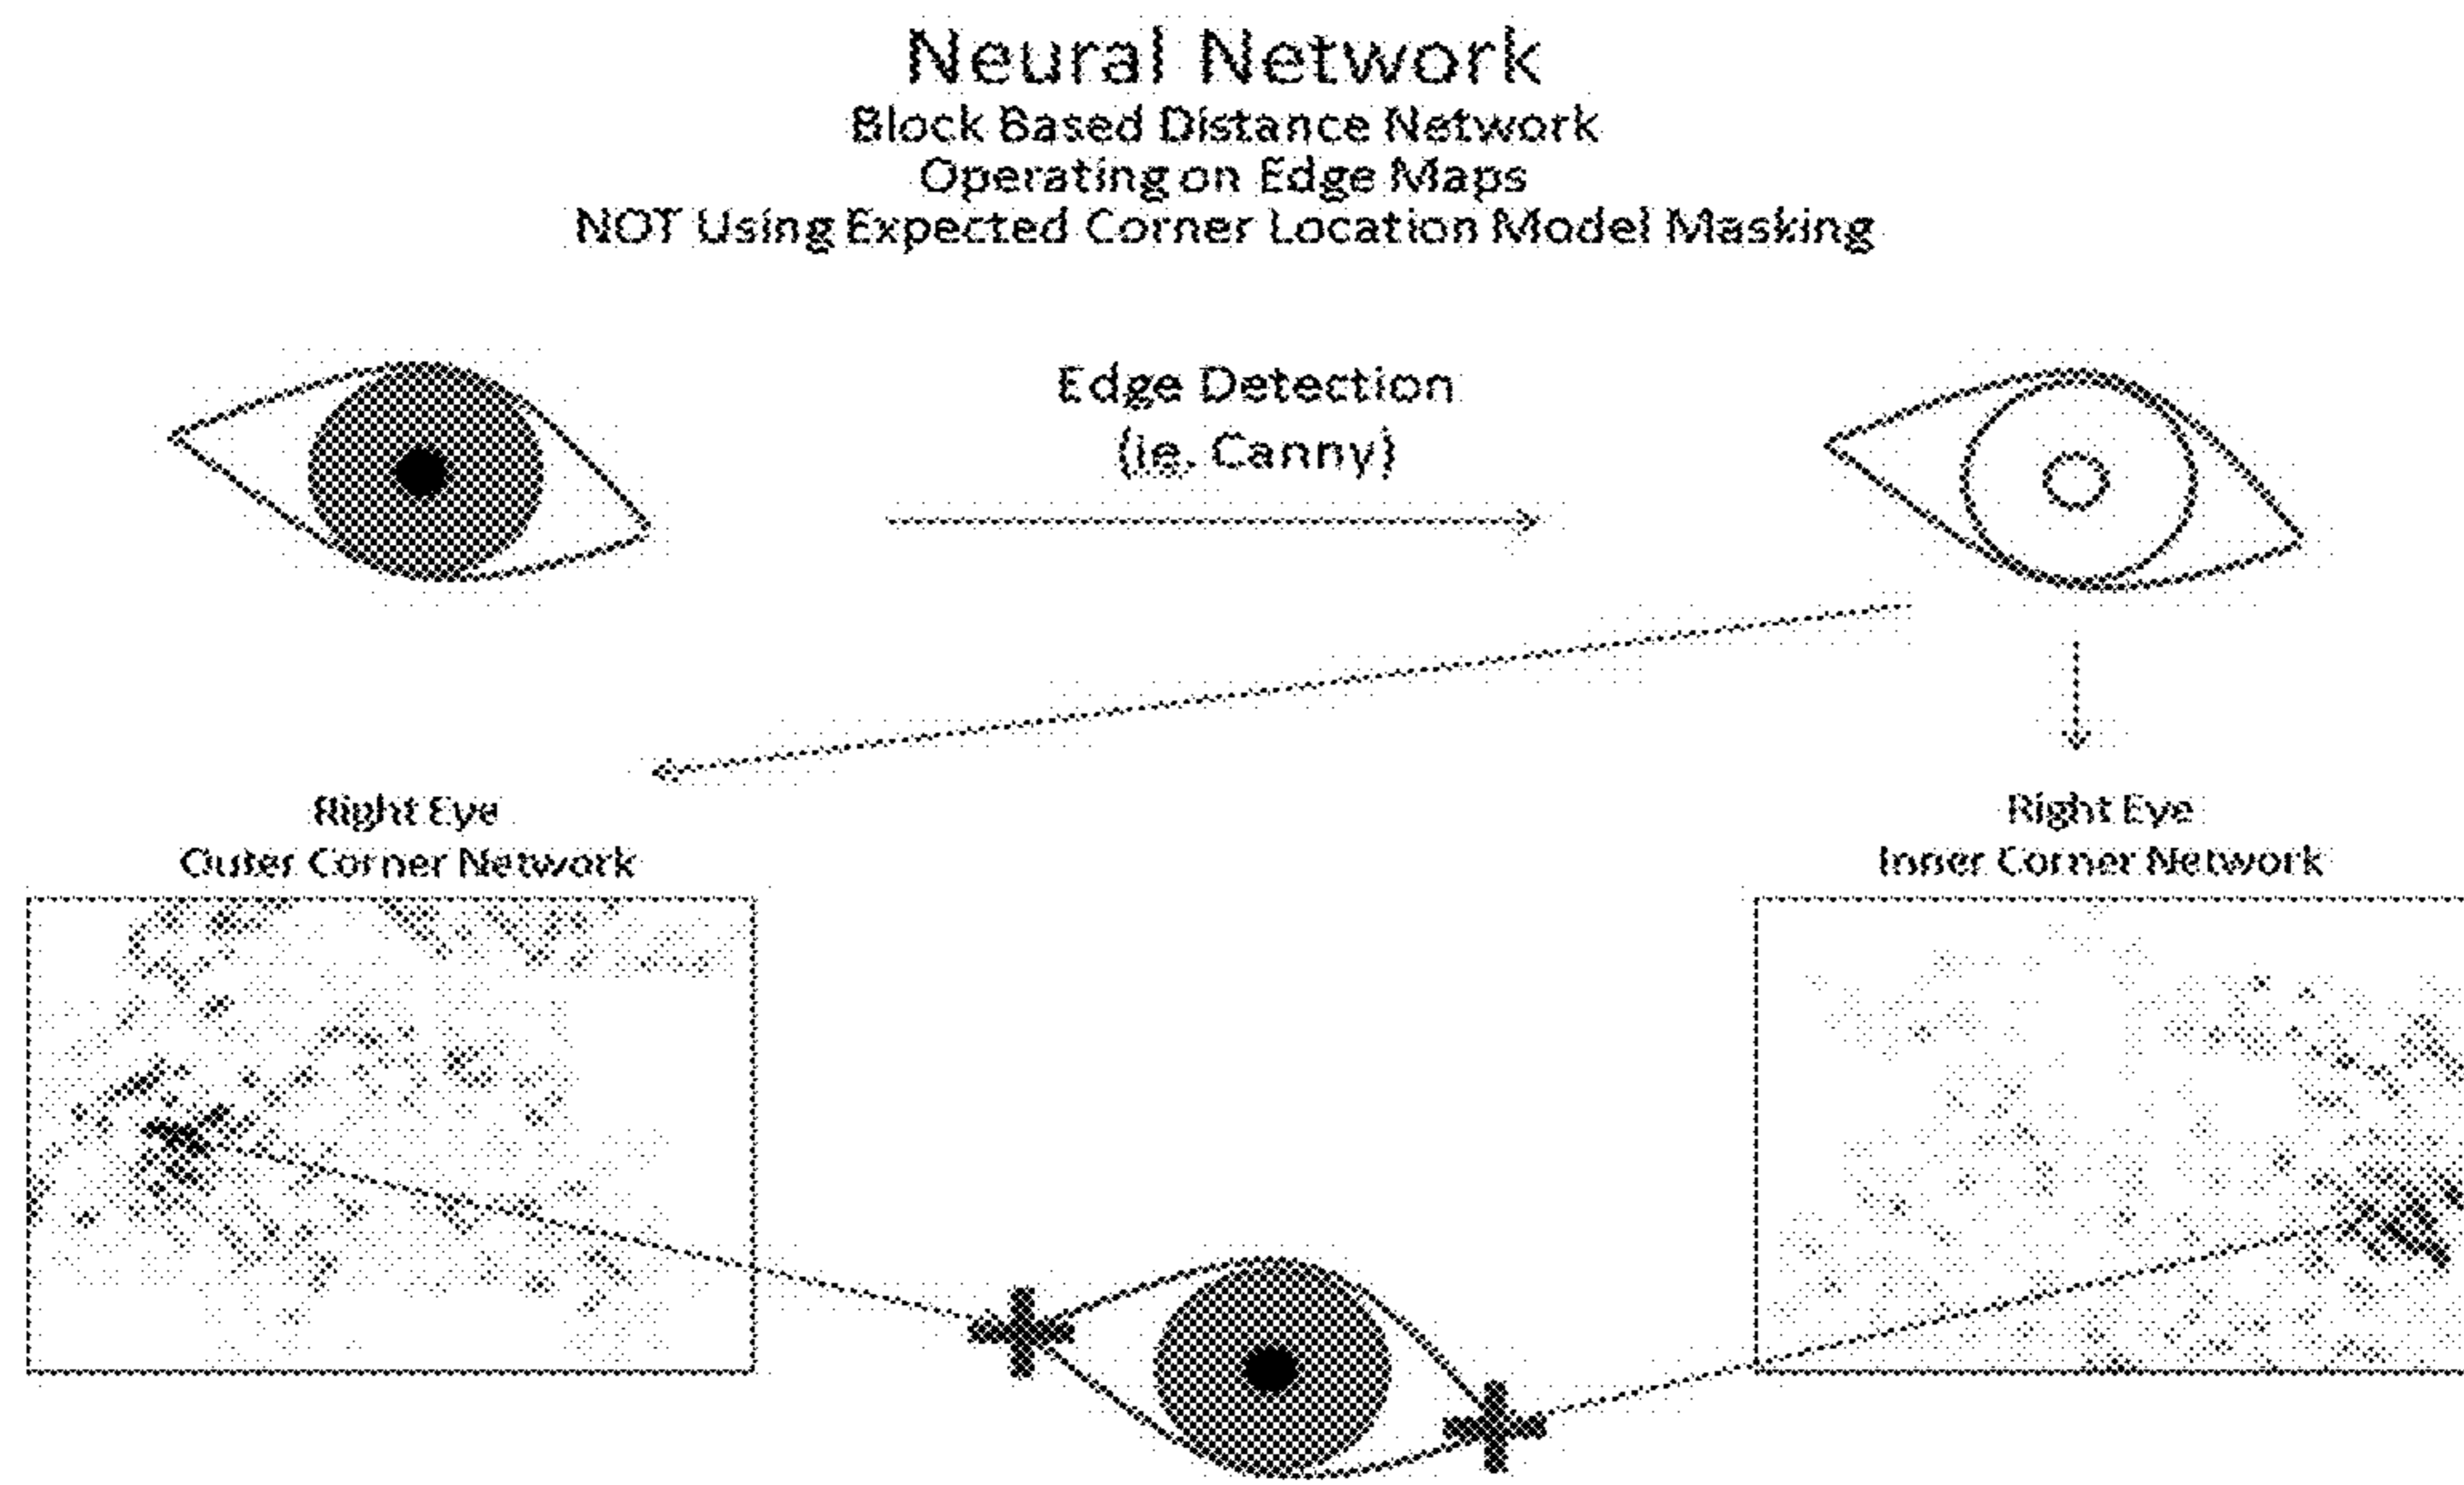 Neural Network
Block Based Distance Network
Operating on Edge Maps
NOT Using Expected Corner Location Model Masking
Edge Detection
(ie. Canny)
Right Eye
Outer Corner Network
Right Eye
Inner Corner Network